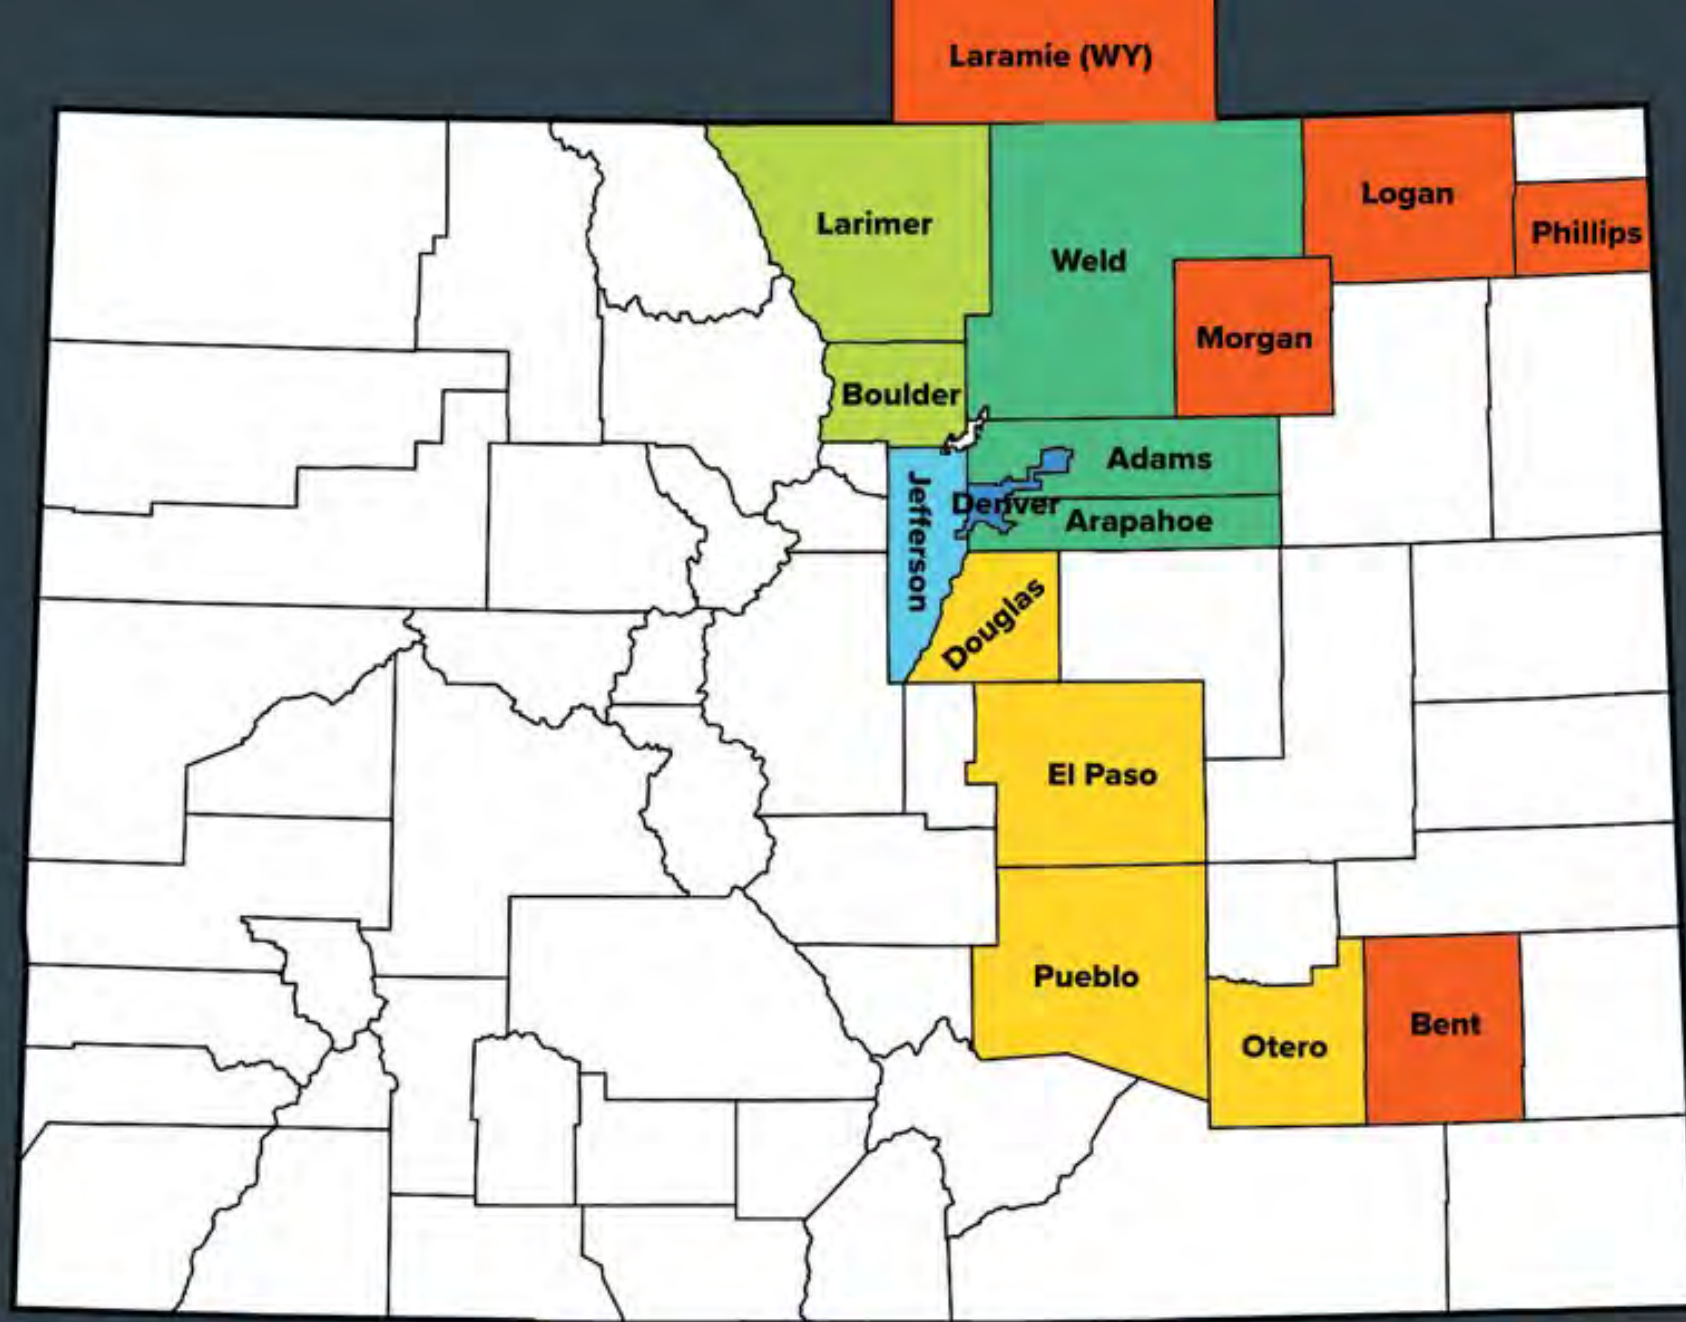 Laramie (WY)
Logan
Larimer
Phillips
Weld
Morgan
Boulder
Adams
Jefferson
Denver
Arapahoe
Douglas
El Paso
Pueblo
Bent
Otero